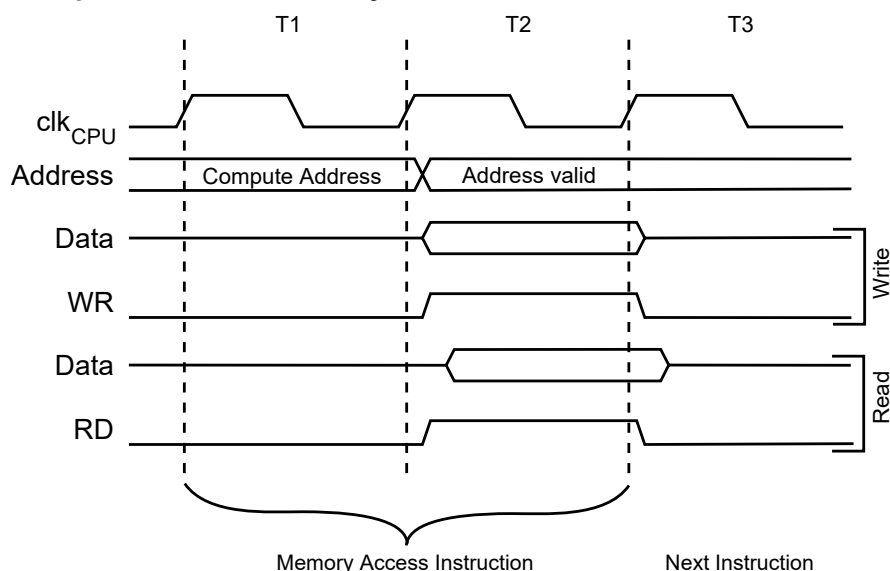 T1 T2 T3
clkCPU
Address Compute Address Address valid
Data
WR
Write
Data
RD
Read
Memory Access Instruction Next Instruction